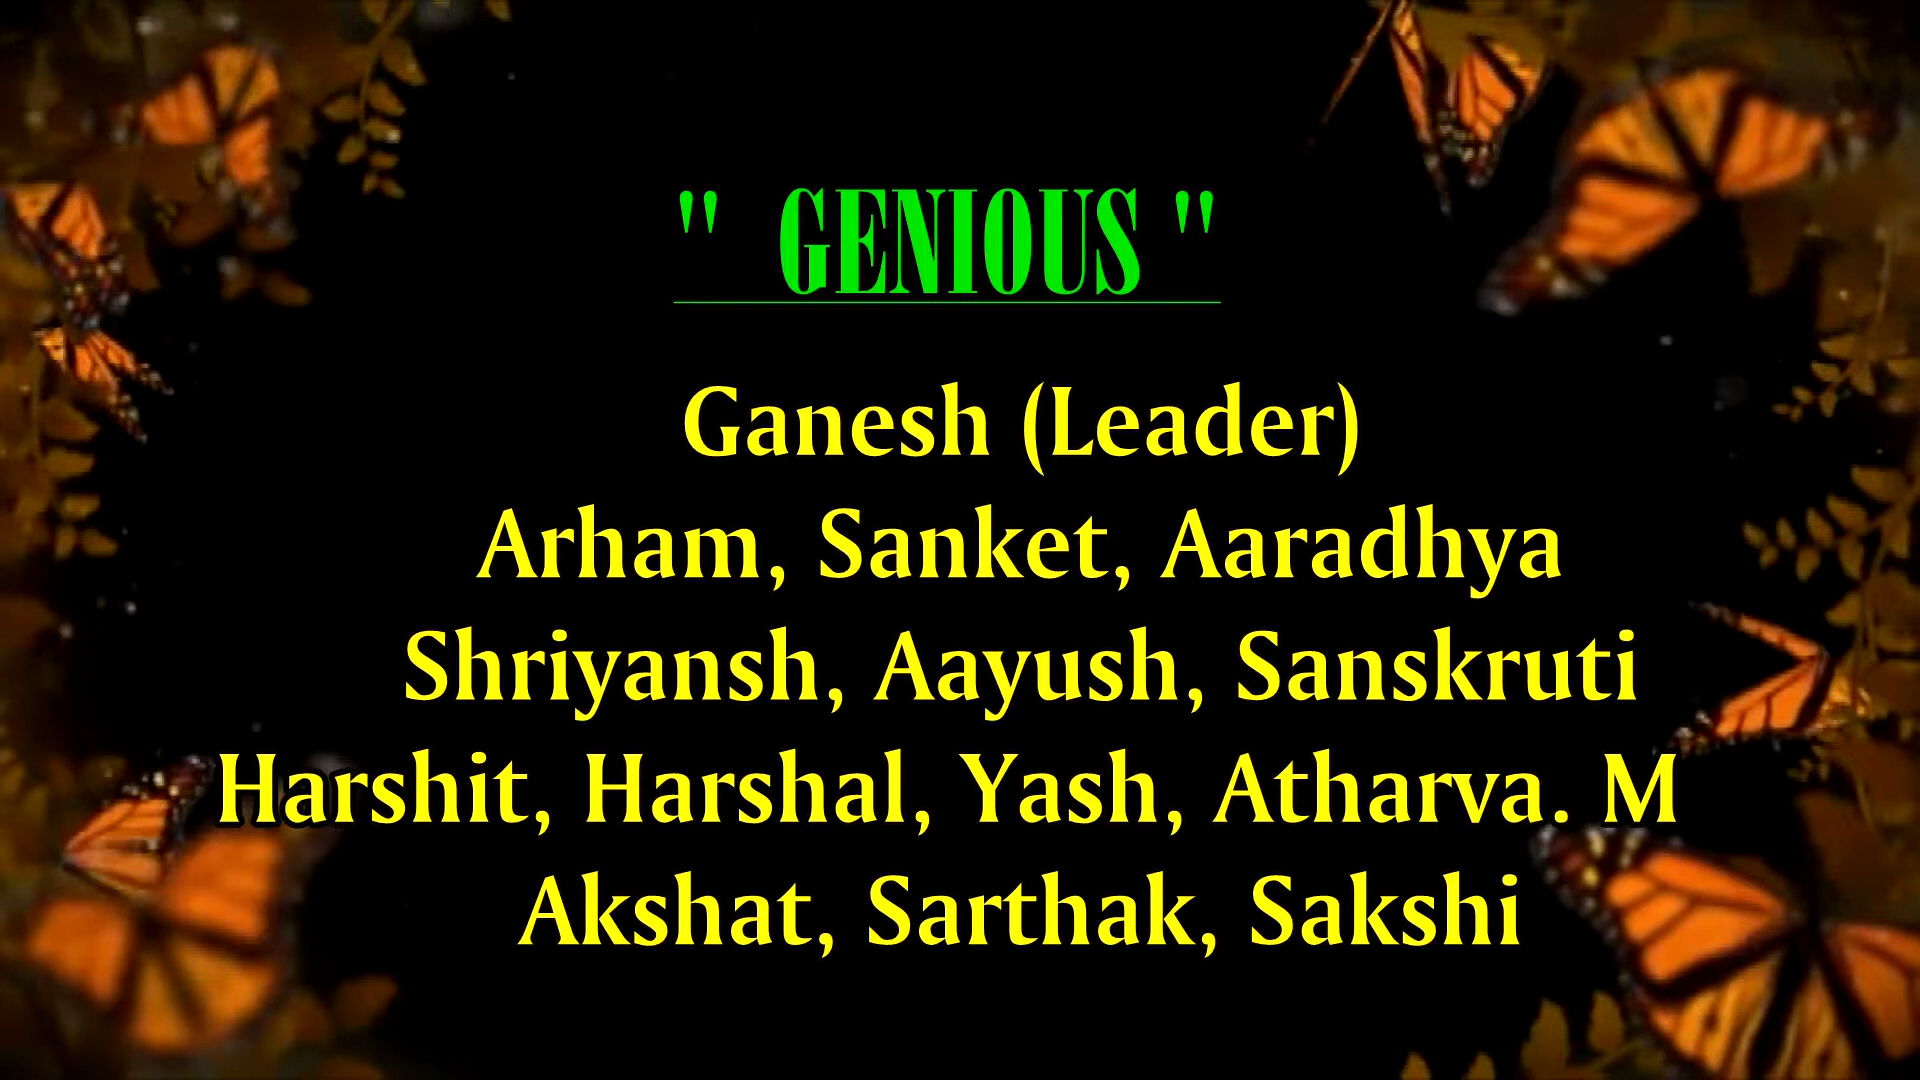 " GENIOUS "
Ganesh (Leader)
Arham, Sanket, Aaradhya
Shriyansh, Aayush, Sanskruti
Harshit, Harshal, Yash, Atharva. M
Akshat, Sarthak, Sakshi